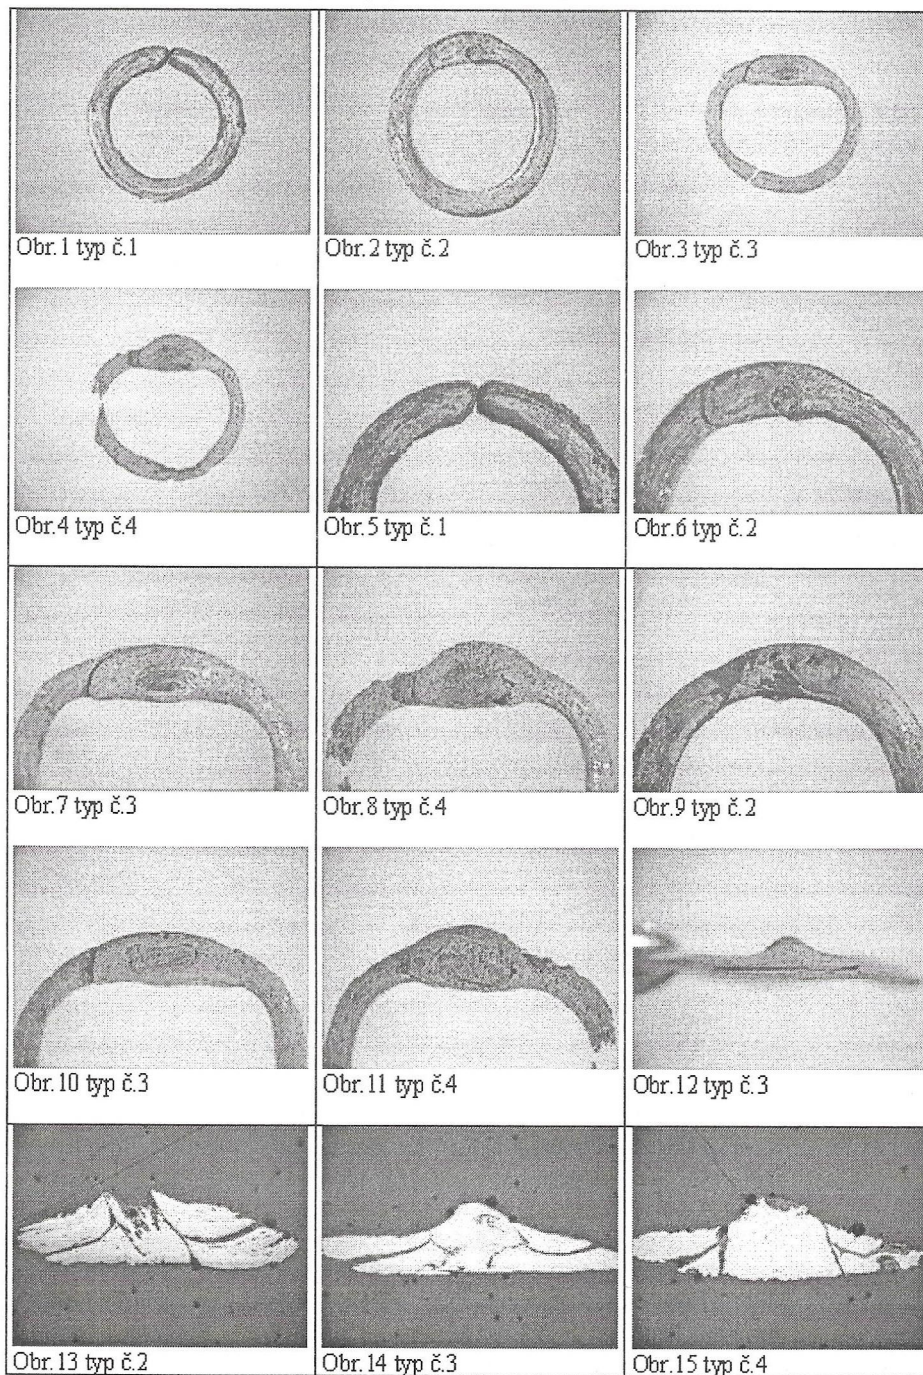 Obr.1 typ č.1
Obr.2 typ č.2
Obr.3 typ č.3
Obr.4 typ č.4
Obr.5 typ č.1
Obr.6 typ č.2
Obr.7 typ č.3
Obr.8 typ č.4
Obr.9 typ č.2
Obr.10 typ č.3
Obr.11 typ č.4
Obr.12 typ č.3
Obr.13 typ č.2
Obr.14 typ č.3
Obr.15 typ č.4